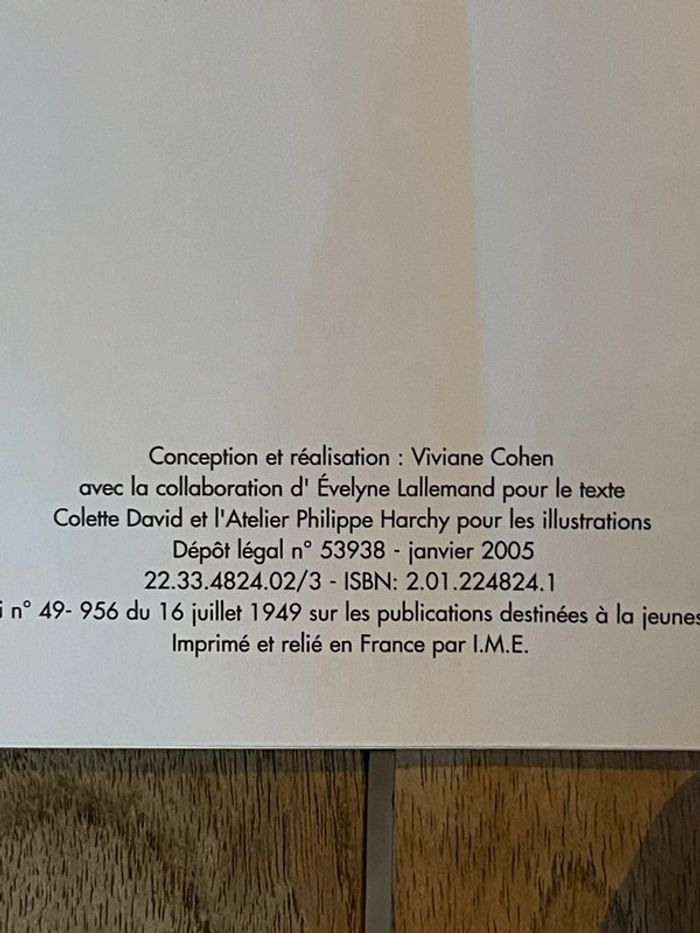 Conception et réalisation : Viviane Cohen
avec la collaboration d' Évelyne Lallemand pour le texte
Colette David et l'Atelier Philippe Harchy pour les illustrations
Dépôt légal n° 53938 - janvier 2005
22.33.4824.02/3 - ISBN: 2.01.224824.1
n° 49- 956 du 16 juillet 1949 sur les publications destinées à la
Imprimé et relié en France par I.M.E.